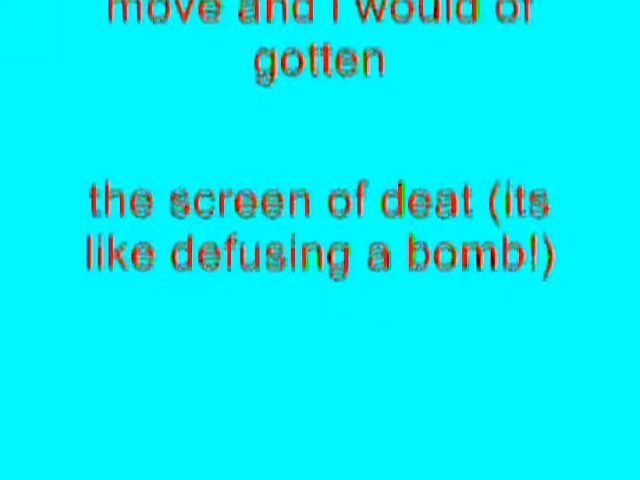 move and i would of
gotten
the screen of deat (its
like defusing a bomb!)